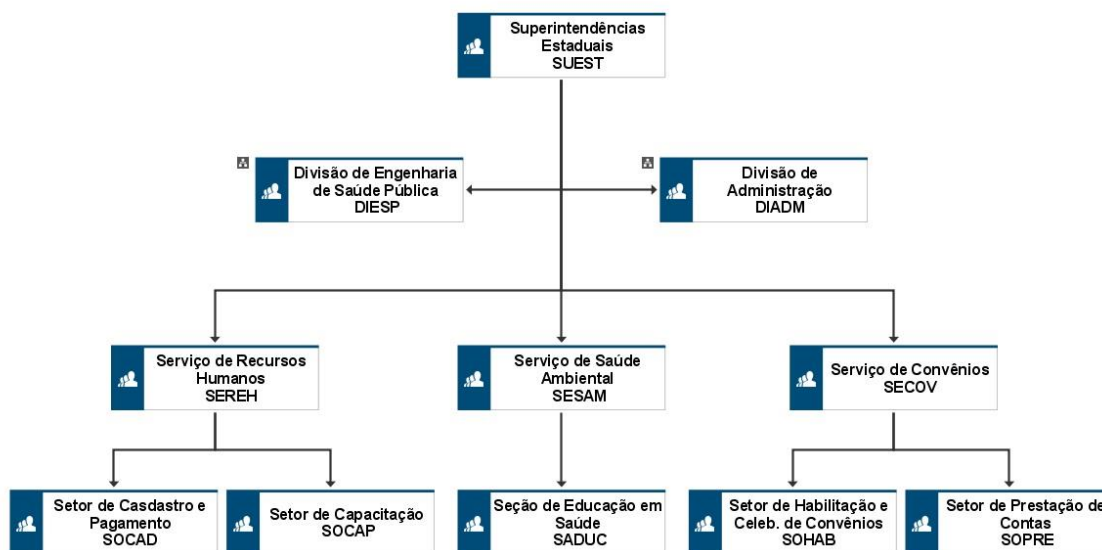 Superintendências
Estaduais
SUEST
Divisão de Engenharia
de Saúde Pública
DIESP
Divisão de
Administração
DIADM
Serviço de Recursos
Humanos
SEREH
Serviço de Saúde
Ambiental
SESAM
Serviço de Convênios
SECOV
Setor de Casdastro e
Pagamento
SOCAD
Setor de Capacitação
SOCAP
Seção de Educação em
Saúde
SADUC
Setor de Habilitação e
Celeb. de Convênios
SOHAB
Setor de Prestação de
Contas
SOPRE